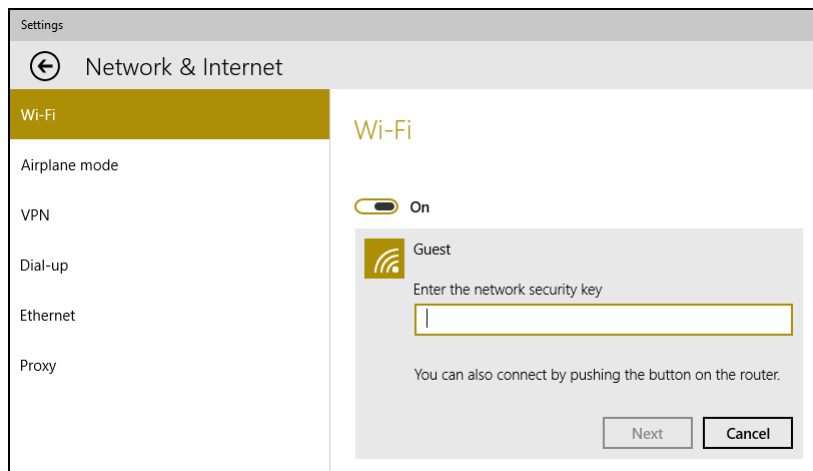 Settings
Network & Internet
Wi-Fi
Airplane mode
VPN
Dial-up
Ethernet
Proxy
Wi-Fi
On
Guest
Enter the network security key
You can also connect by pushing the button on the router.
Next
Cancel